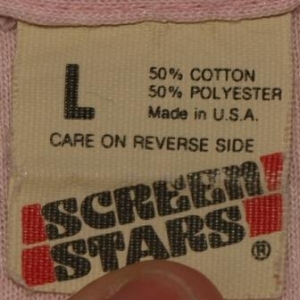 L
50% COTTON
50% POLYESTER
Made in U.S.A.
CARE ON REVERSE SIDE
SCREEN
STARS ®